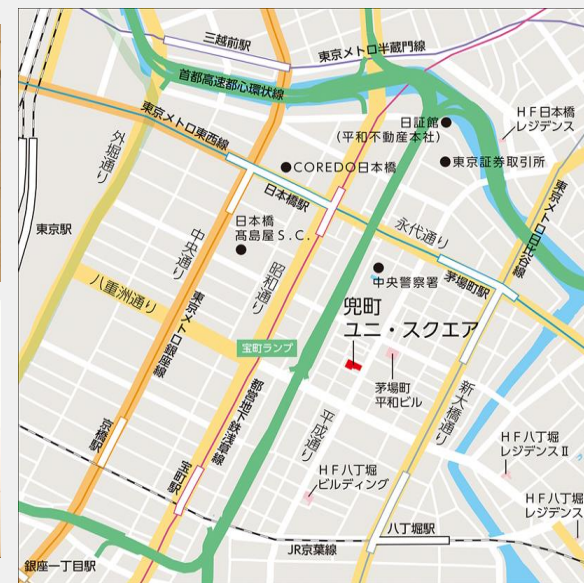 三越前駅
東京メトロ半蔵門線
首都高速都心環状線
東京メトロ東西線
外堀通り
日証館
(平和不動産本社)
HF日本橋
レジデンス
東京証券取引所
COREDO日本橋
日本橋駅
東京メトロ日比谷線
東京駅
中央通り
日本橋
髙島屋S.C.
昭和通り
永代通り
茅場町駅
中央警察署
八重洲通り
東京メトロ銀座線
兜町
ユニ・スクエア
宝町ランプ
茅場町
平和ビル
新大橋通り
都営地下鉄浅草線
平成通り
京橋駅
宝町駅
HF八丁堀
レジデンスⅡ
HF八丁堀
ビルディング
HF八丁堀
レジデンス
八丁堀駅
JR京葉線
銀座一丁目駅